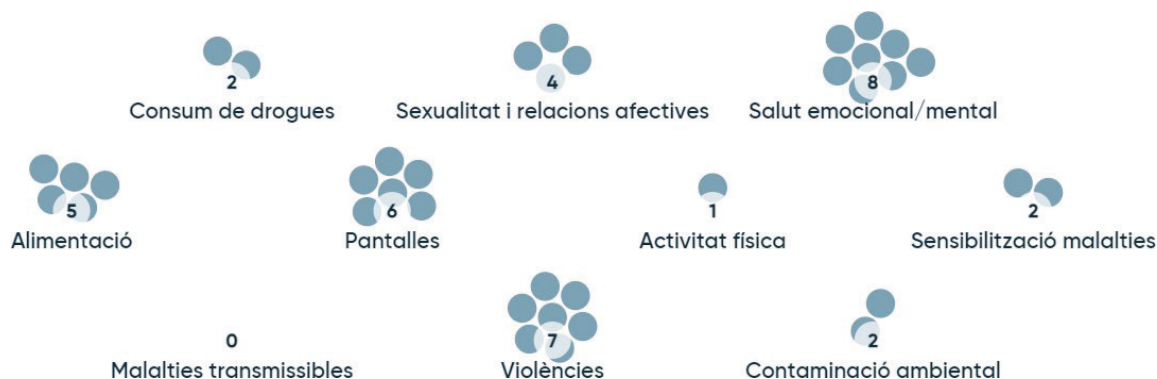 2
Consum de drogues
4
Sexualitat i relacions afectives
8
Salut emocional/mental
5
Alimentació
6
Pantalles
1
Activitat física
2
Sensibilització malalties
0
Malalties transmissibles
7
Violències
2
Contaminació ambiental